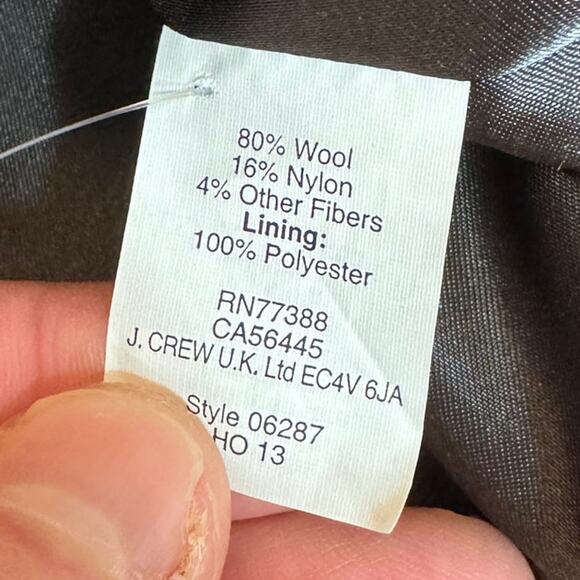 80% Wool
16% Nylon
4% Other Fibers
Lining:
100% Polyester
RN77388
CA56445
J. CREW U.K. Ltd EC4V 6JA
Style 06287
HO 13